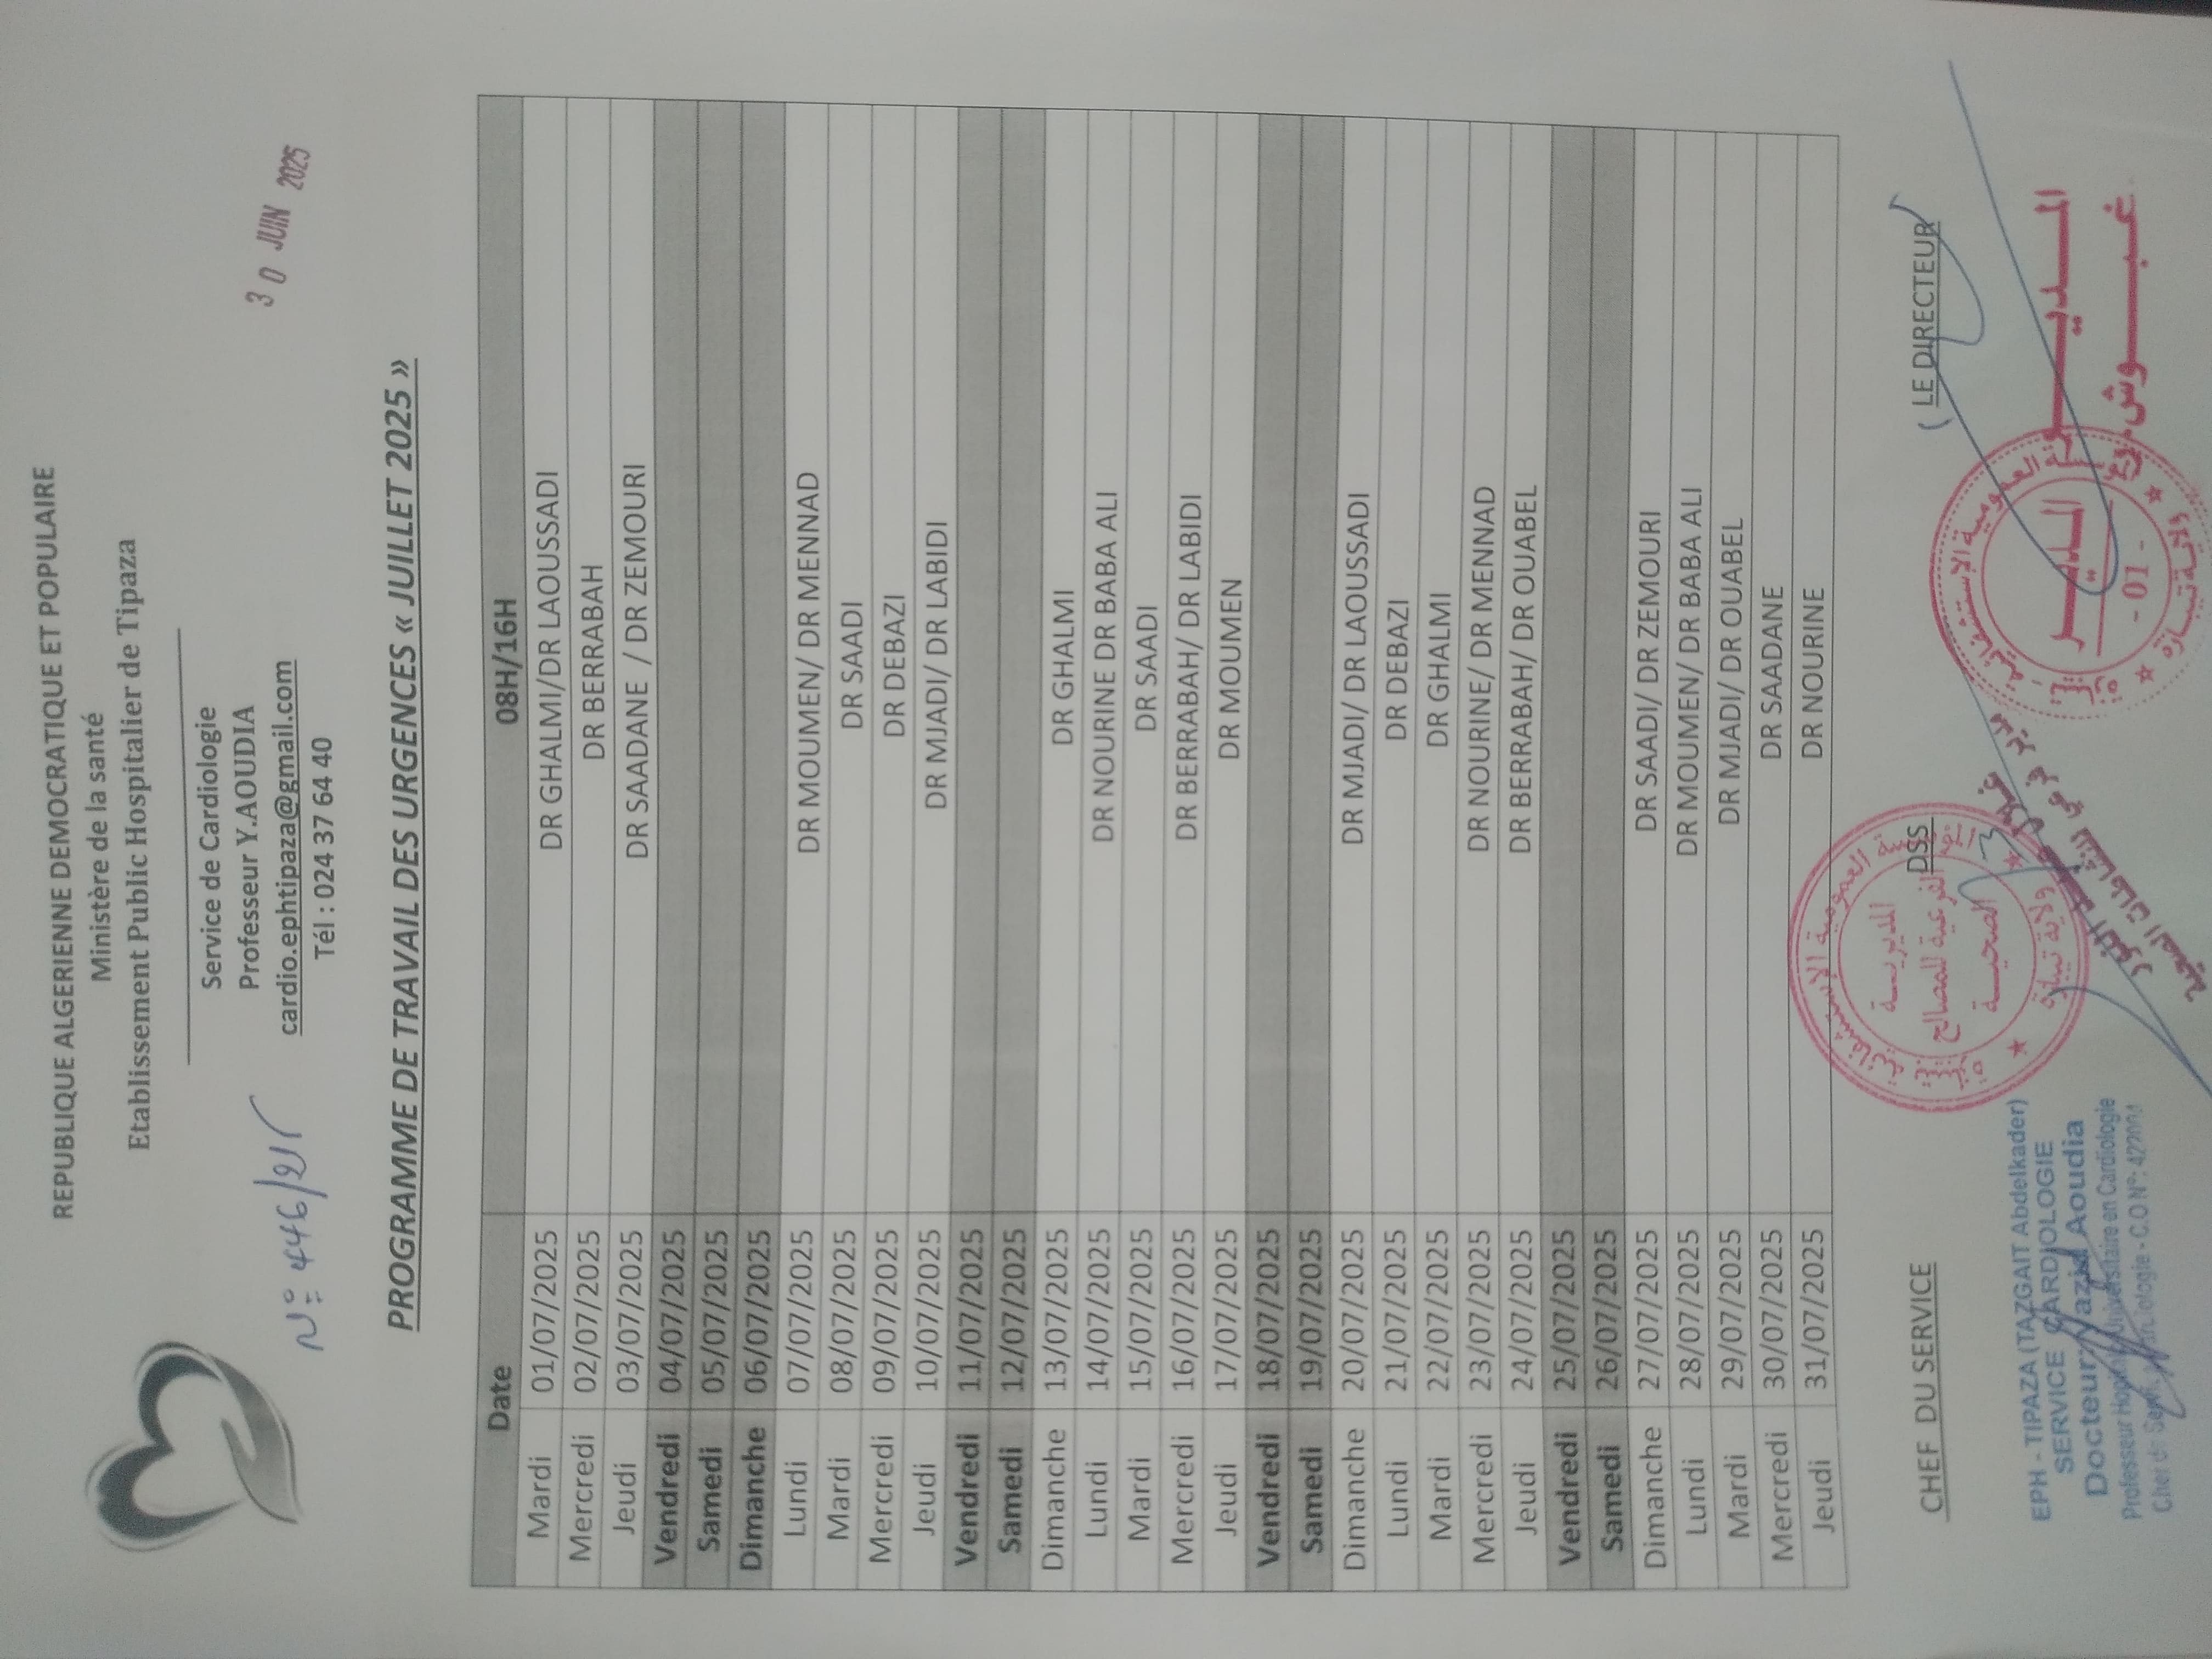 REPUBLIQUE ALGERIENNE DEMOCRATIQUE ET POPULAIRE
Ministère de la santé
Etablissement Public Hospitalier de Tipaza
Service de Cardiologie
Professeur Y.AOUDIA
cardio.ephtipaza@gmail.com
Tél : 024 37 64 40
N° 446/
30 JUIN 2025
PROGRAMME DE TRAVAIL DES URGENCES « JUILLET 2025 »
Date 08H/16H
Mardi 01/07/2025 DR GHALMI/DR LAOUSSADI
Mercredi 02/07/2025 DR BERRABAH
Jeudi 03/07/2025 DR SAADANE / DR ZEMOURI
Vendredi 04/07/2025
Samedi 05/07/2025
Dimanche 06/07/2025
Lundi 07/07/2025 DR MOUMEN/ DR MENNAD
Mardi 08/07/2025 DR SAADI
Mercredi 09/07/2025 DR DEBAZI
Jeudi 10/07/2025 DR MJADI/ DR LABIDI
Vendredi 11/07/2025
Samedi 12/07/2025
Dimanche 13/07/2025 DR GHALMI
Lundi 14/07/2025 DR NOURINE DR BABA ALI
Mardi 15/07/2025 DR SAADI
Mercredi 16/07/2025 DR BERRABAH/ DR LABIDI
Jeudi 17/07/2025 DR MOUMEN
Vendredi 18/07/2025
Samedi 19/07/2025
Dimanche 20/07/2025 DR MJADI/ DR LAOUSSADI
Lundi 21/07/2025 DR DEBAZI
Mardi 22/07/2025 DR GHALMI
Mercredi 23/07/2025 DR NOURINE/ DR MENNAD
Jeudi 24/07/2025 DR BERRABAH/ DR OUABEL
Vendredi 25/07/2025
Samedi 26/07/2025
Dimanche 27/07/2025 DR SAADI/ DR ZEMOURI
Lundi 28/07/2025 DR MOUMEN/ DR BABA ALI
Mardi 29/07/2025 DR MJADI/ DR OUABEL
Mercredi 30/07/2025 DR SAADANE
Jeudi 31/07/2025 DR NOURINE
CHEF DU SERVICE
DSS
LE DIRECTEUR
EPH - TIPAZA (TAZGAIT Abdelkader)
SERVICE CARDIOLOGIE
Docteur: Yazid Aoudia
Professeur Hospitalo-Universitaire en Cardiologie
Chef de Service Cardiologie - C.O N°:
المؤسسة العمومية الإستشفائية بتيبازة
المديريـــة
الفرعية للمصالح
الصحيـــة
ولاية تيبازة
النور
مدير فرعي للنشاطات الصحية
العمومية الإستشفائية - تيبازة
المديـر
- 01 -
ولاية تيبازة
المـديـر
غبـوش